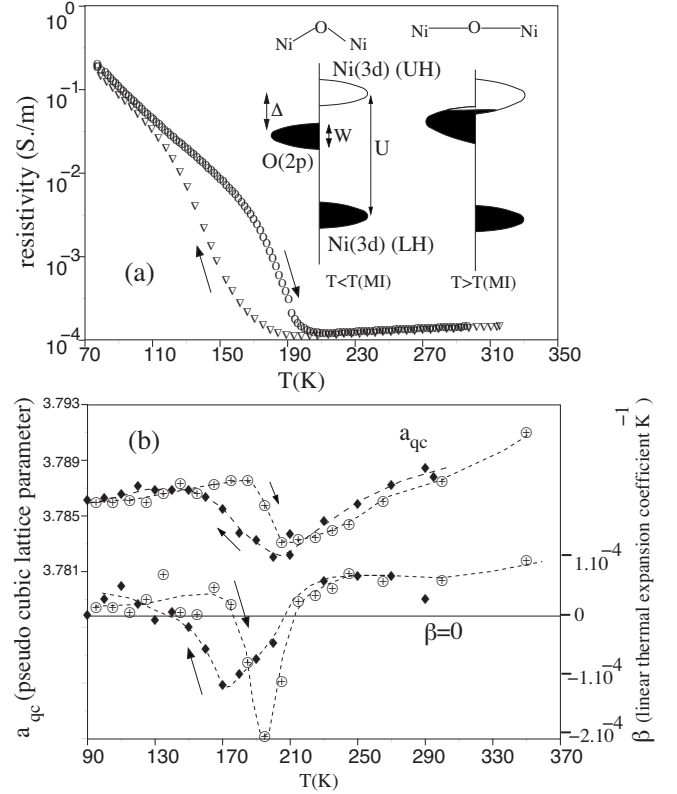 10⁰
10⁻¹
10⁻²
10⁻³
10⁻⁴
resistivity (S./m)
(a)
Ni O Ni
Ni O Ni
Ni(3d) (UH)
Δ
W
U
O(2p)
Ni(3d) (LH)
T<T(MI)
T>T(MI)
70 110 150 190 230 270 310 350
T(K)
3.793
3.789
3.785
3.781
a_qc (pseudo cubic lattice parameter)
(b)
a_qc
β=0
1.10⁻⁴
0
-1.10⁻⁴
-2.10⁻⁴
β (linear thermal expansion coefficient K⁻¹)
90 130 170 210 250 290 330 370
T(K)